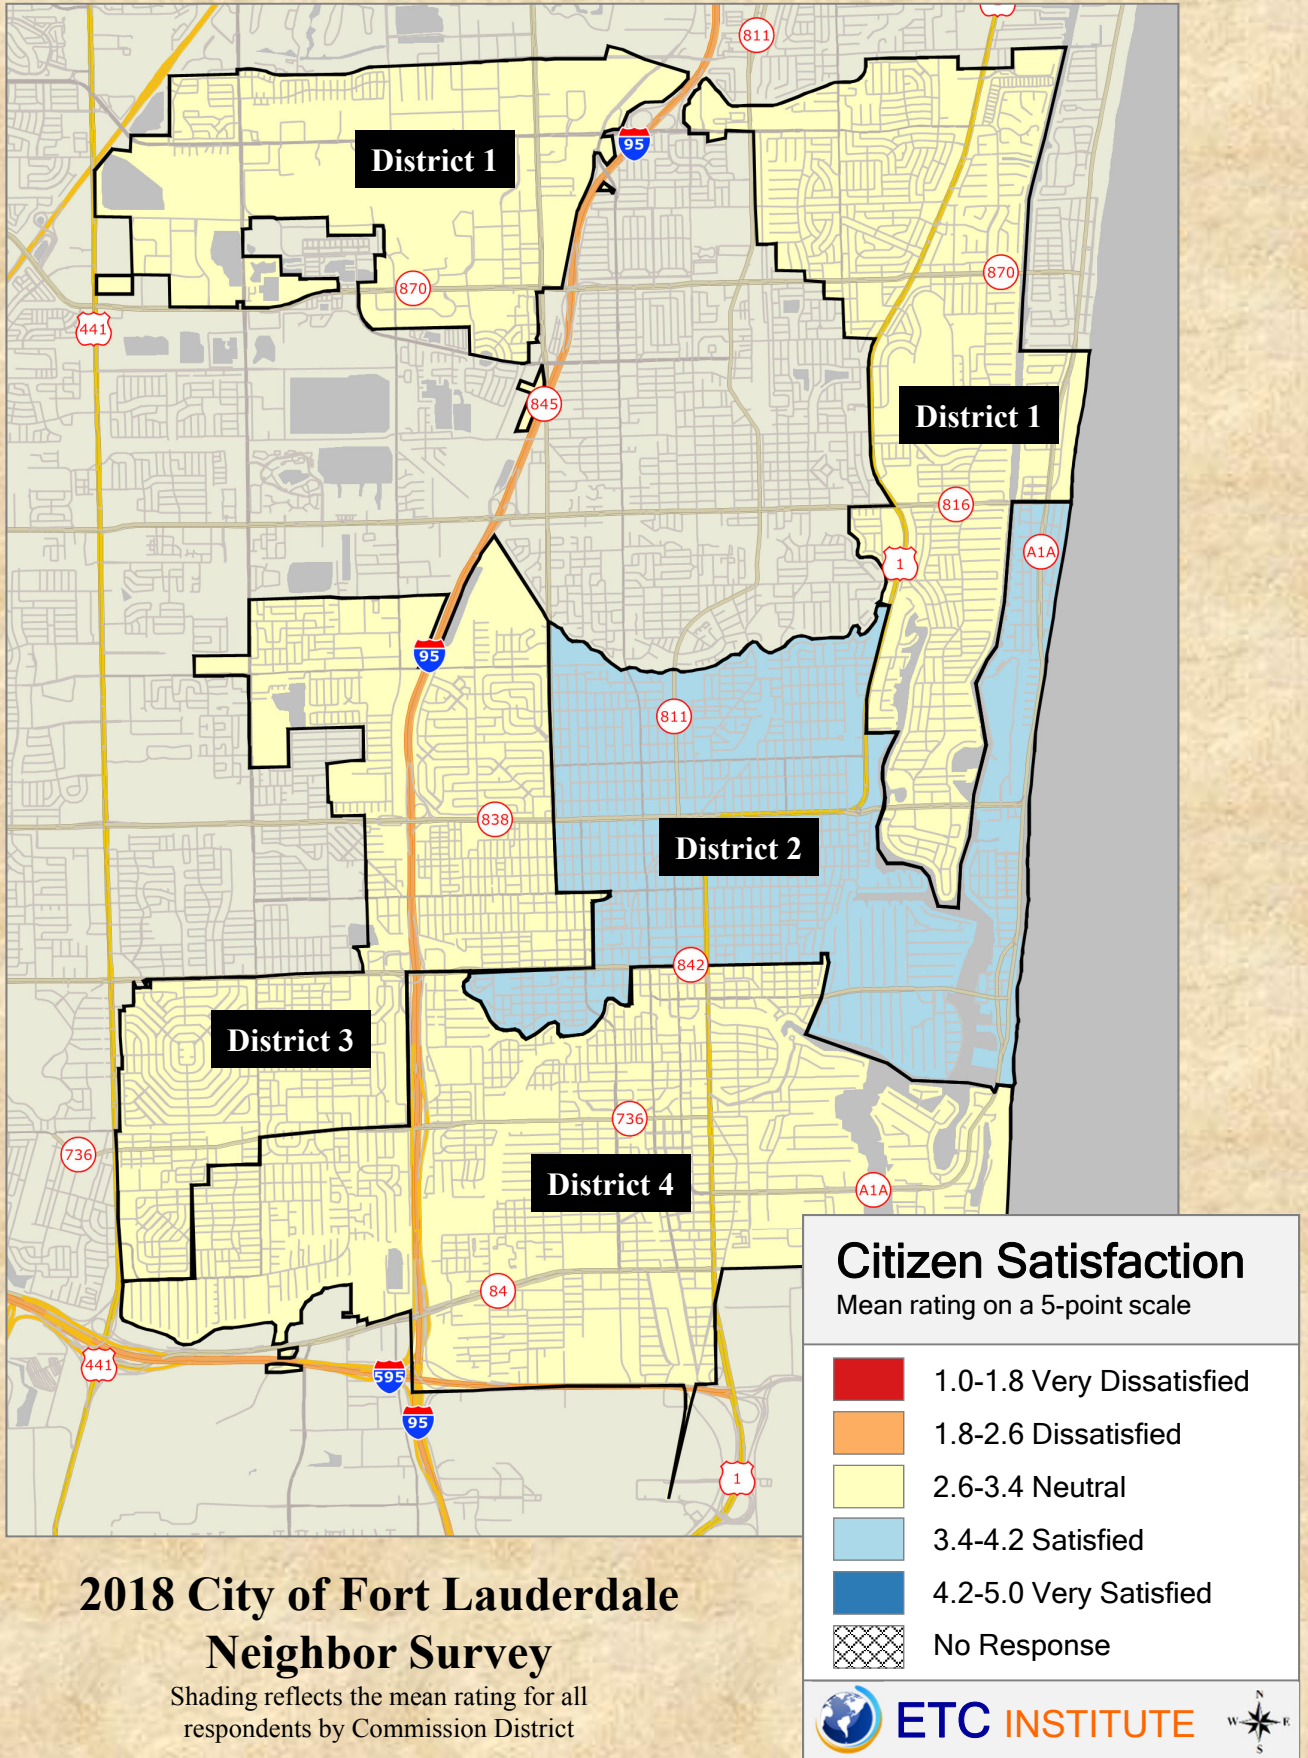 811
95
District 1
870
870
441
845
District 1
816
A1A
1
95
811
838
District 2
842
District 3
736
736
District 4
A1A
84
441
595
95
1
Citizen Satisfaction
Mean rating on a 5-point scale
1.0-1.8 Very Dissatisfied
1.8-2.6 Dissatisfied
2.6-3.4 Neutral
3.4-4.2 Satisfied
4.2-5.0 Very Satisfied
No Response
2018 City of Fort Lauderdale
Neighbor Survey
Shading reflects the mean rating for all
respondents by Commission District
ETC INSTITUTE
N
W E
S